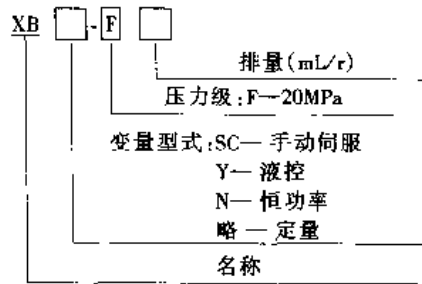 XB □-F □
排量(mL/r)
压力级:F—20MPa
变量型式:SC— 手动伺服
Y— 液控
N— 恒功率
略 — 定量
名称